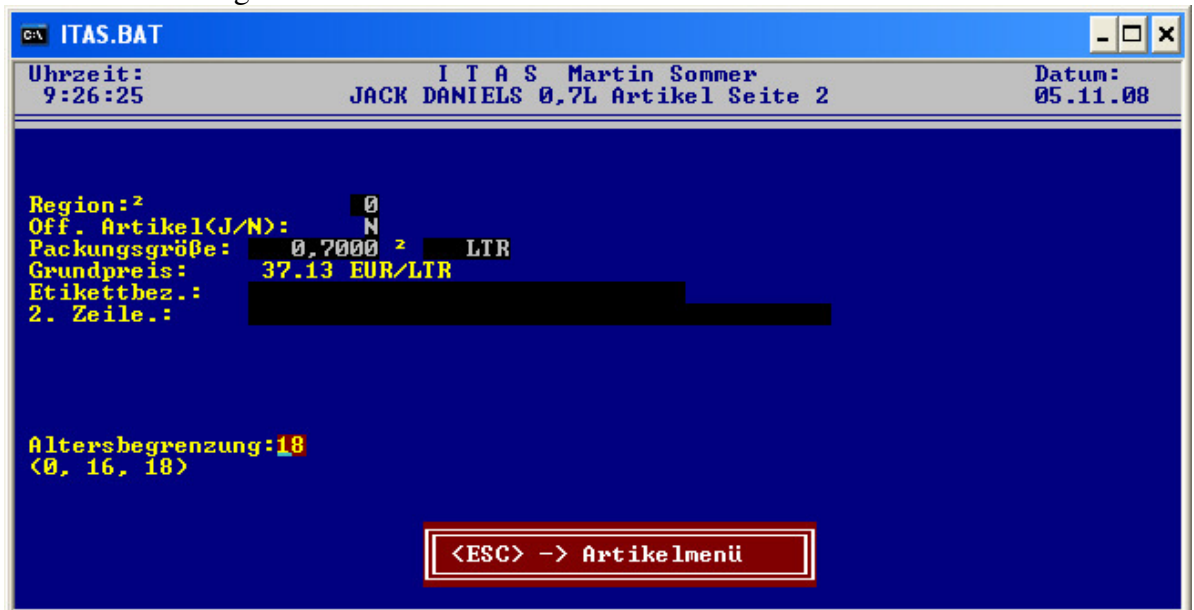 ITAS.BAT
Uhrzeit: I T A S Martin Sommer Datum:
9:26:25 JACK DANIELS 0,7L Artikel Seite 2 05.11.08
Region:² 0
Off. Artikel(J/N): N
Packungsgröße: 0,7000 ² LTR
Grundpreis: 37.13 EUR/LTR
Etikettbez.:
2. Zeile.:
Altersbegrenzung:18
(0, 16, 18)
<ESC> -> Artikelmenü